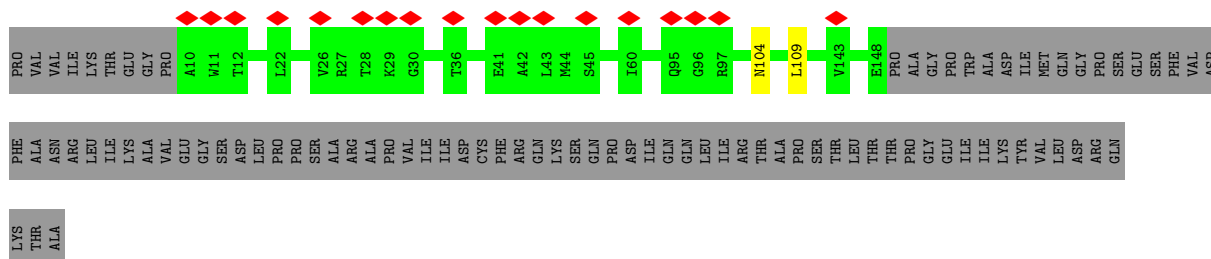 PRO VAL VAL ILE LYS THR GLU GLY PRO A10 W11 T12 L22 V26 R27 T28 K29 G30 T36 E41 A42 L43 M44 S45 I60 Q95 G96 R97 N104 L109 V143 E148 PRO ALA GLY PRO TRP ALA ASP ILE MET GLN GLY PRO SER GLU SER PHE VAL ASP
PHE ALA ASN ARG LEU ILE LYS ALA VAL GLU GLY SER ASP LEU PRO PRO SER ALA ARG ALA PRO VAL ILE ILE ASP CYS PHE ARG GLN LYS SER GLN PRO ASP ILE GLN GLN LEU ILE ARG THR ALA PRO SER THR LEU THR THR PRO GLY GLU ILE ILE LYS TYR VAL LEU ASP ARG GLN
LYS THR ALA